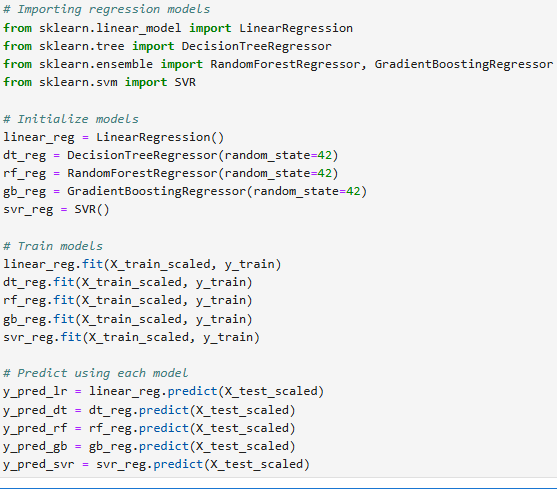 # Importing regression models
from sklearn.linear_model import LinearRegression
from sklearn.tree import DecisionTreeRegressor
from sklearn.ensemble import RandomForestRegressor, GradientBoostingRegressor
from sklearn.svm import SVR
# Initialize models
linear_reg = LinearRegression()
dt_reg = DecisionTreeRegressor(random_state=42)
rf_reg = RandomForestRegressor(random_state=42)
gb_reg = GradientBoostingRegressor(random_state=42)
svr_reg = SVR()
# Train models
linear_reg.fit(X_train_scaled, y_train)
dt_reg.fit(X_train_scaled, y_train)
rf_reg.fit(X_train_scaled, y_train)
gb_reg.fit(X_train_scaled, y_train)
svr_reg.fit(X_train_scaled, y_train)
# Predict using each model
y_pred_lr = linear_reg.predict(X_test_scaled)
y_pred_dt = dt_reg.predict(X_test_scaled)
y_pred_rf = rf_reg.predict(X_test_scaled)
y_pred_gb = gb_reg.predict(X_test_scaled)
y_pred_svr = svr_reg.predict(X_test_scaled)